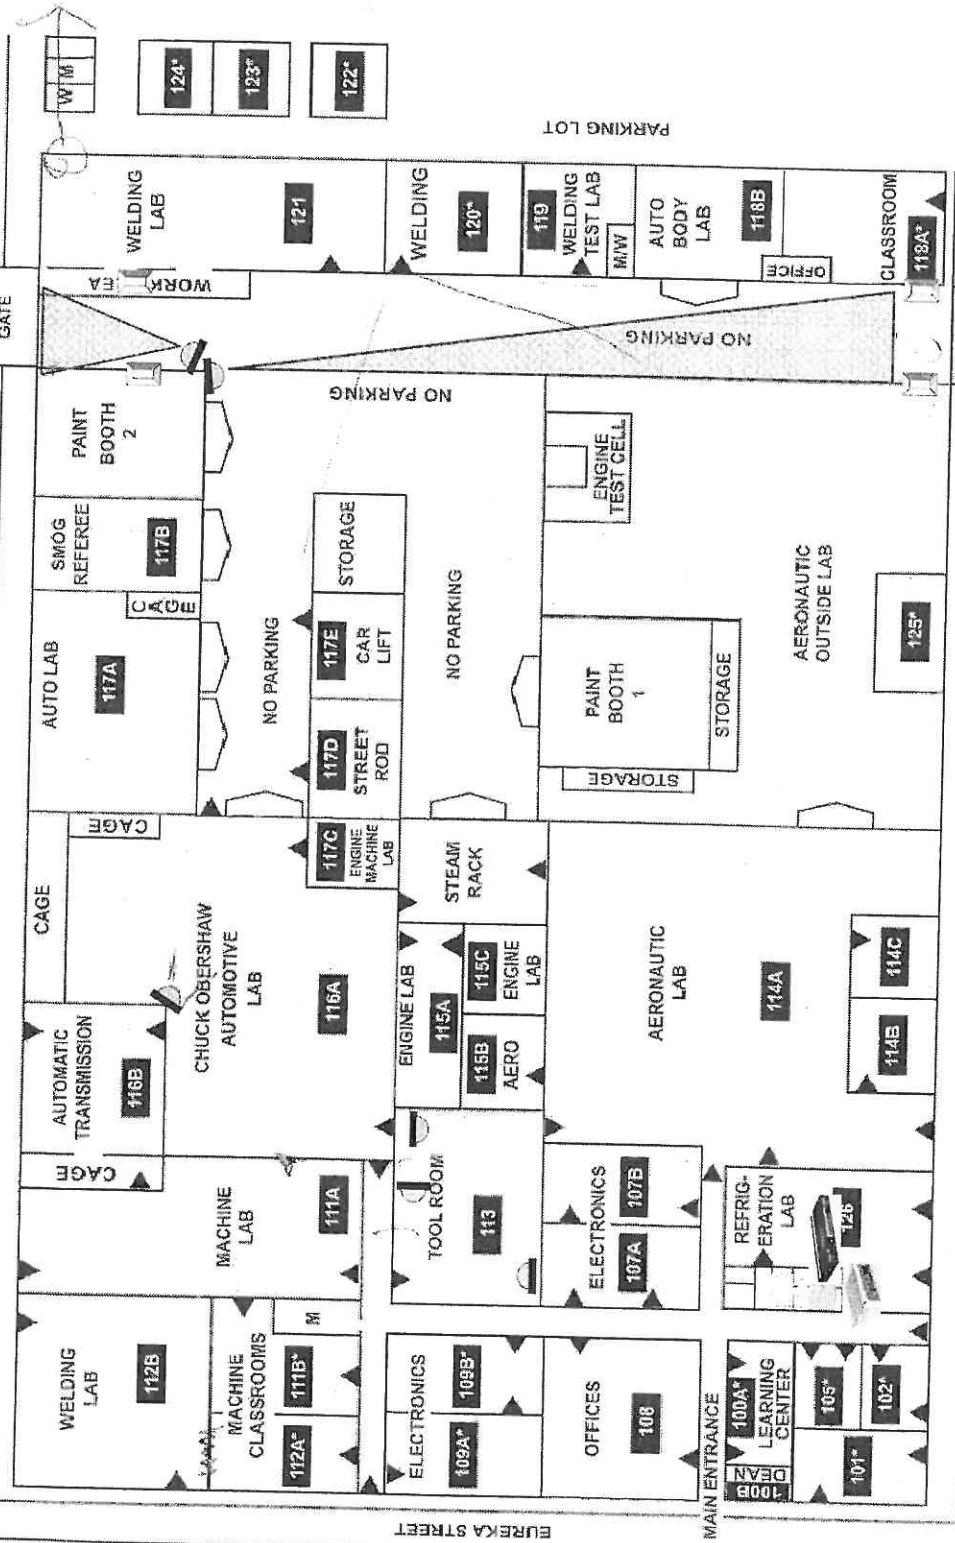 GATE
W
M
124*
123*
122*
PARKING LOT
WELDING
LAB
121
WELDING
120*
119
WELDING
TEST LAB
M/W
AUTO
BODY
LAB
118B
OFFICE
CLASSROOM
118A*
WORK
EA
NO PARKING
NO PARKING
PAINT
BOOTH
2
SMOG
REFEREE
117B
CAGE
AUTO LAB
117A
NO PARKING
STORAGE
117E
CAR
LIFT
117D
STREET
ROD
117C
ENGINE
MACHINE
LAB
NO PARKING
ENGINE
TEST CELL
AERONAUTIC
OUTSIDE LAB
125*
PAINT
BOOTH
1
STORAGE
STORAGE
CAGE
CAGE
CHUCK OBERSHAW
AUTOMOTIVE
LAB
116A
AUTOMATIC
TRANSMISSION
116B
CAGE
STEAM
RACK
ENGINE LAB
115A
115C
ENGINE
LAB
115B
AERO
AERONAUTIC
LAB
114A
114C
114B
MACHINE
LAB
111A
TOOL ROOM
113
ELECTRONICS
107B
107A
REFRIG-
ERATION
LAB
126
WELDING
LAB
112B
MACHINE
CLASSROOMS
M
111B*
112A*
ELECTRONICS
109B*
109A*
OFFICES
108
MAIN ENTRANCE
100A*
LEARNING
CENTER
DEAN
100B
105*
102*
101*
EUREKA STREET